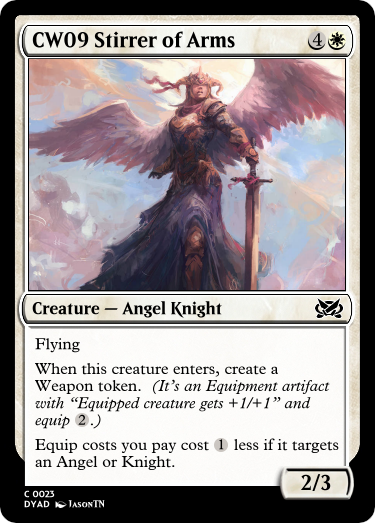 CW09 Stirrer of Arms 4
Creature — Angel Knight
Flying
When this creature enters, create a
Weapon token. (It's an Equipment artifact
with “Equipped creature gets +1/+1” and
equip 2.)
Equip costs you pay cost 1 less if it targets
an Angel or Knight.
2/3
C 0023
DYAD JASONTN